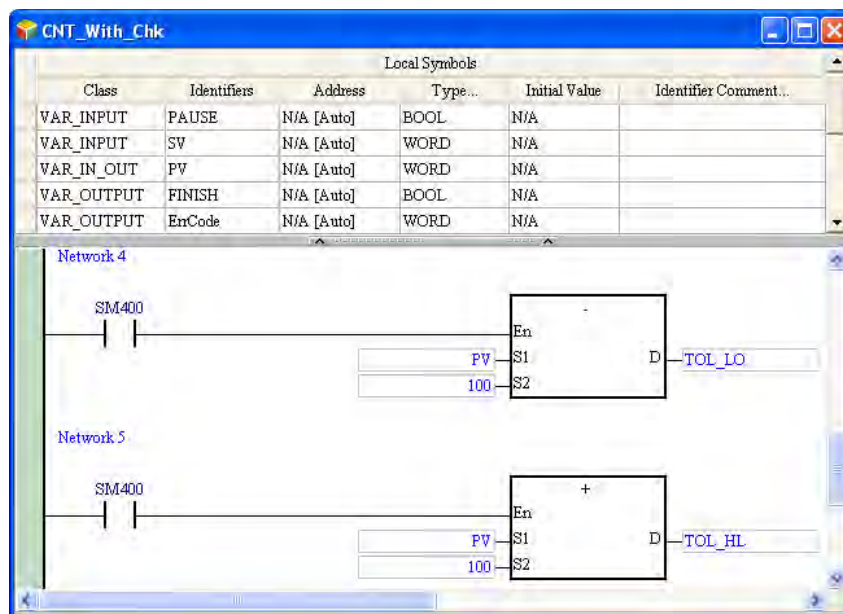 CNT_With_Chk
Local Symbols
Class Identifiers Address Type... Initial Value Identifier Comment...
VAR_INPUT PAUSE N/A [Auto] BOOL N/A
VAR_INPUT SV N/A [Auto] WORD N/A
VAR_IN_OUT PV N/A [Auto] WORD N/A
VAR_OUTPUT FINISH N/A [Auto] BOOL N/A
VAR_OUTPUT ErrCode N/A [Auto] WORD N/A
Network 4
SM400
-
En
PV S1 D TOL_LO
100 S2
Network 5
SM400
+
En
PV S1 D TOL_HL
100 S2